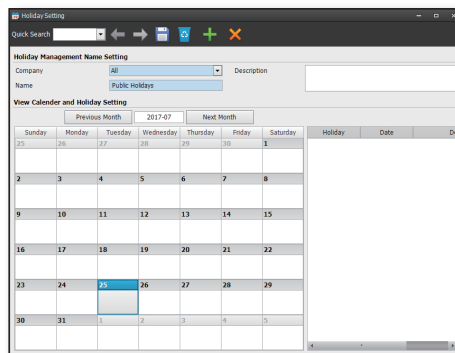 Holiday Setting
Quick Search
Holiday Management Name Setting
Company All Description
Name Public Holidays
View Calender and Holiday Setting
Previous Month 2017-07 Next Month
Sunday Monday Tuesday Wednesday Thursday Friday Saturday Holiday Date De
25 26 27 28 29 30 1
2 3 4 5 6 7 8
9 10 11 12 13 14 15
16 17 18 19 20 21 22
23 24 25 26 27 28 29
30 31 1 2 3 4 5